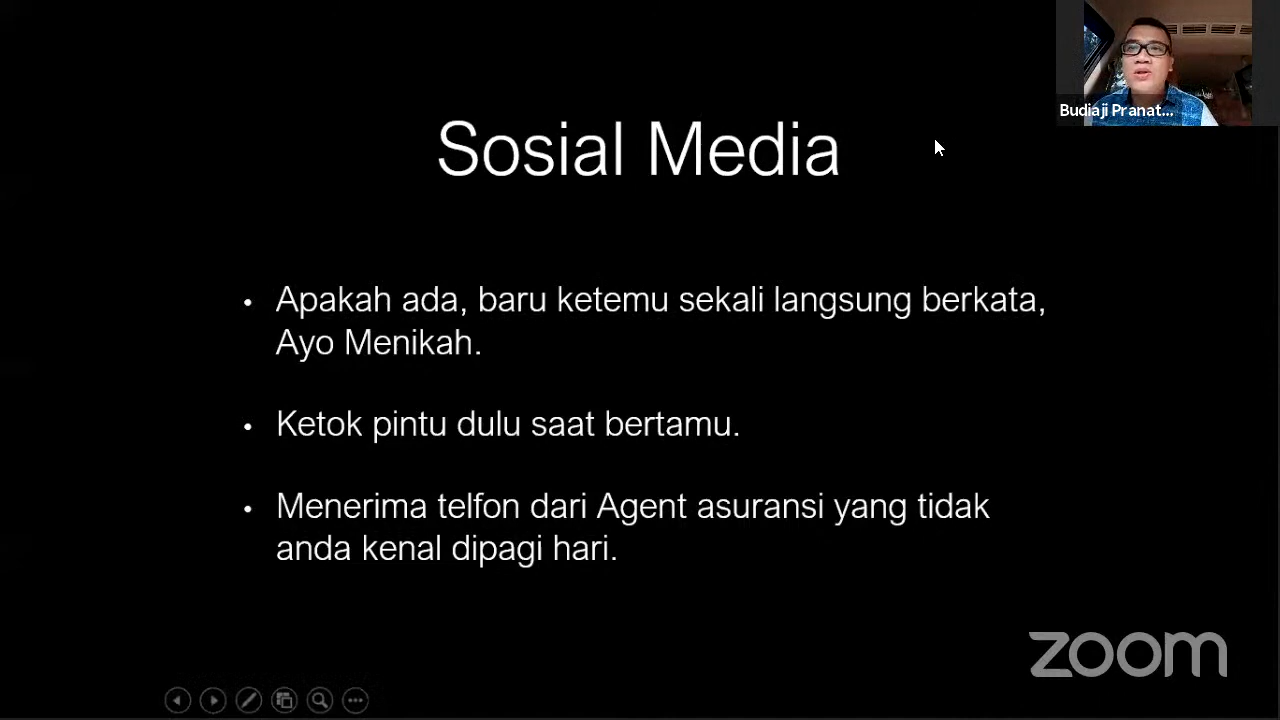 Budiaji Pranat...
Sosial Media
• Apakah ada, baru ketemu sekali langsung berkata,
Ayo Menikah.
• Ketok pintu dulu saat bertamu.
• Menerima telfon dari Agent asuransi yang tidak
anda kenal dipagi hari.
zoom